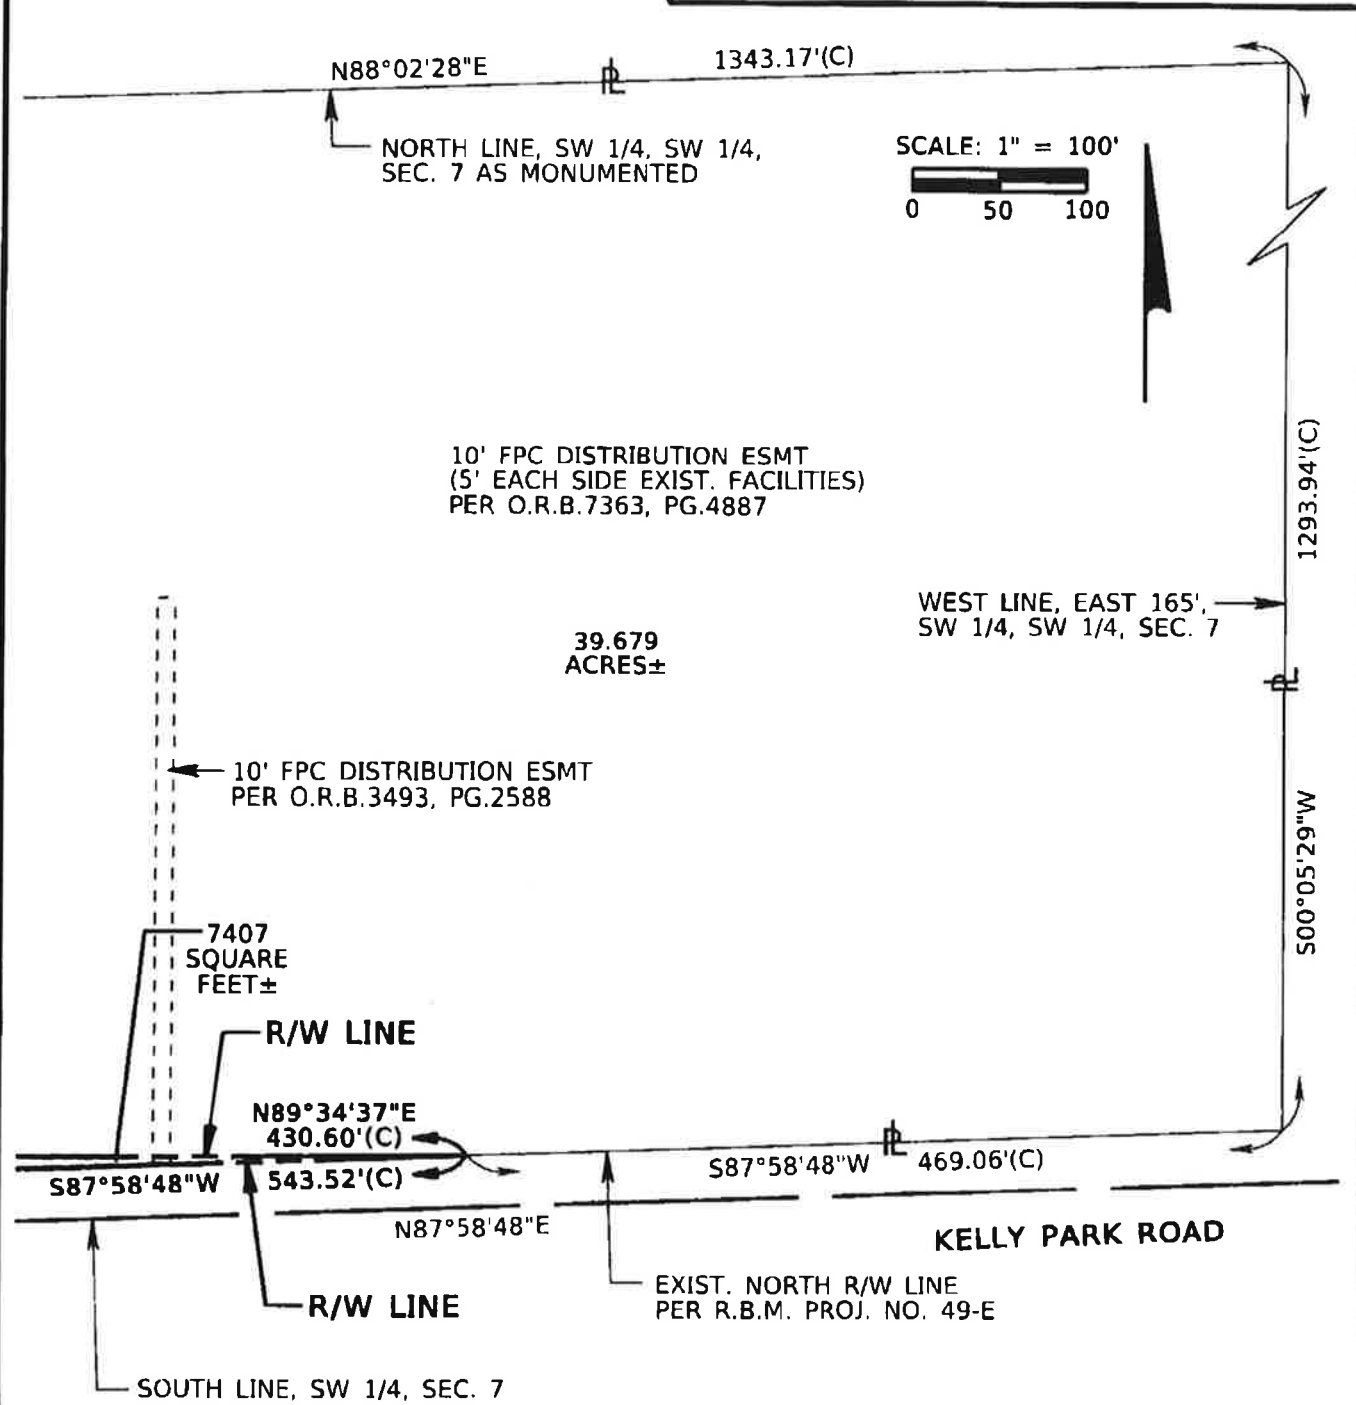 N88°02'28"E
1343.17'(C)
PL
NORTH LINE, SW 1/4, SW 1/4,
SEC. 7 AS MONUMENTED
SCALE: 1" = 100'
0 50 100
10' FPC DISTRIBUTION ESMT
(5' EACH SIDE EXIST. FACILITIES)
PER O.R.B.7363, PG.4887
1293.94'(C)
WEST LINE, EAST 165',
SW 1/4, SW 1/4, SEC. 7
39.679
ACRES±
PL
10' FPC DISTRIBUTION ESMT
PER O.R.B.3493, PG.2588
S00°05'29"W
7407
SQUARE
FEET±
R/W LINE
N89°34'37"E
430.60'(C)
S87°58'48"W
543.52'(C)
S87°58'48"W
PL
469.06'(C)
N87°58'48"E
KELLY PARK ROAD
R/W LINE
EXIST. NORTH R/W LINE
PER R.B.M. PROJ. NO. 49-E
SOUTH LINE, SW 1/4, SEC. 7